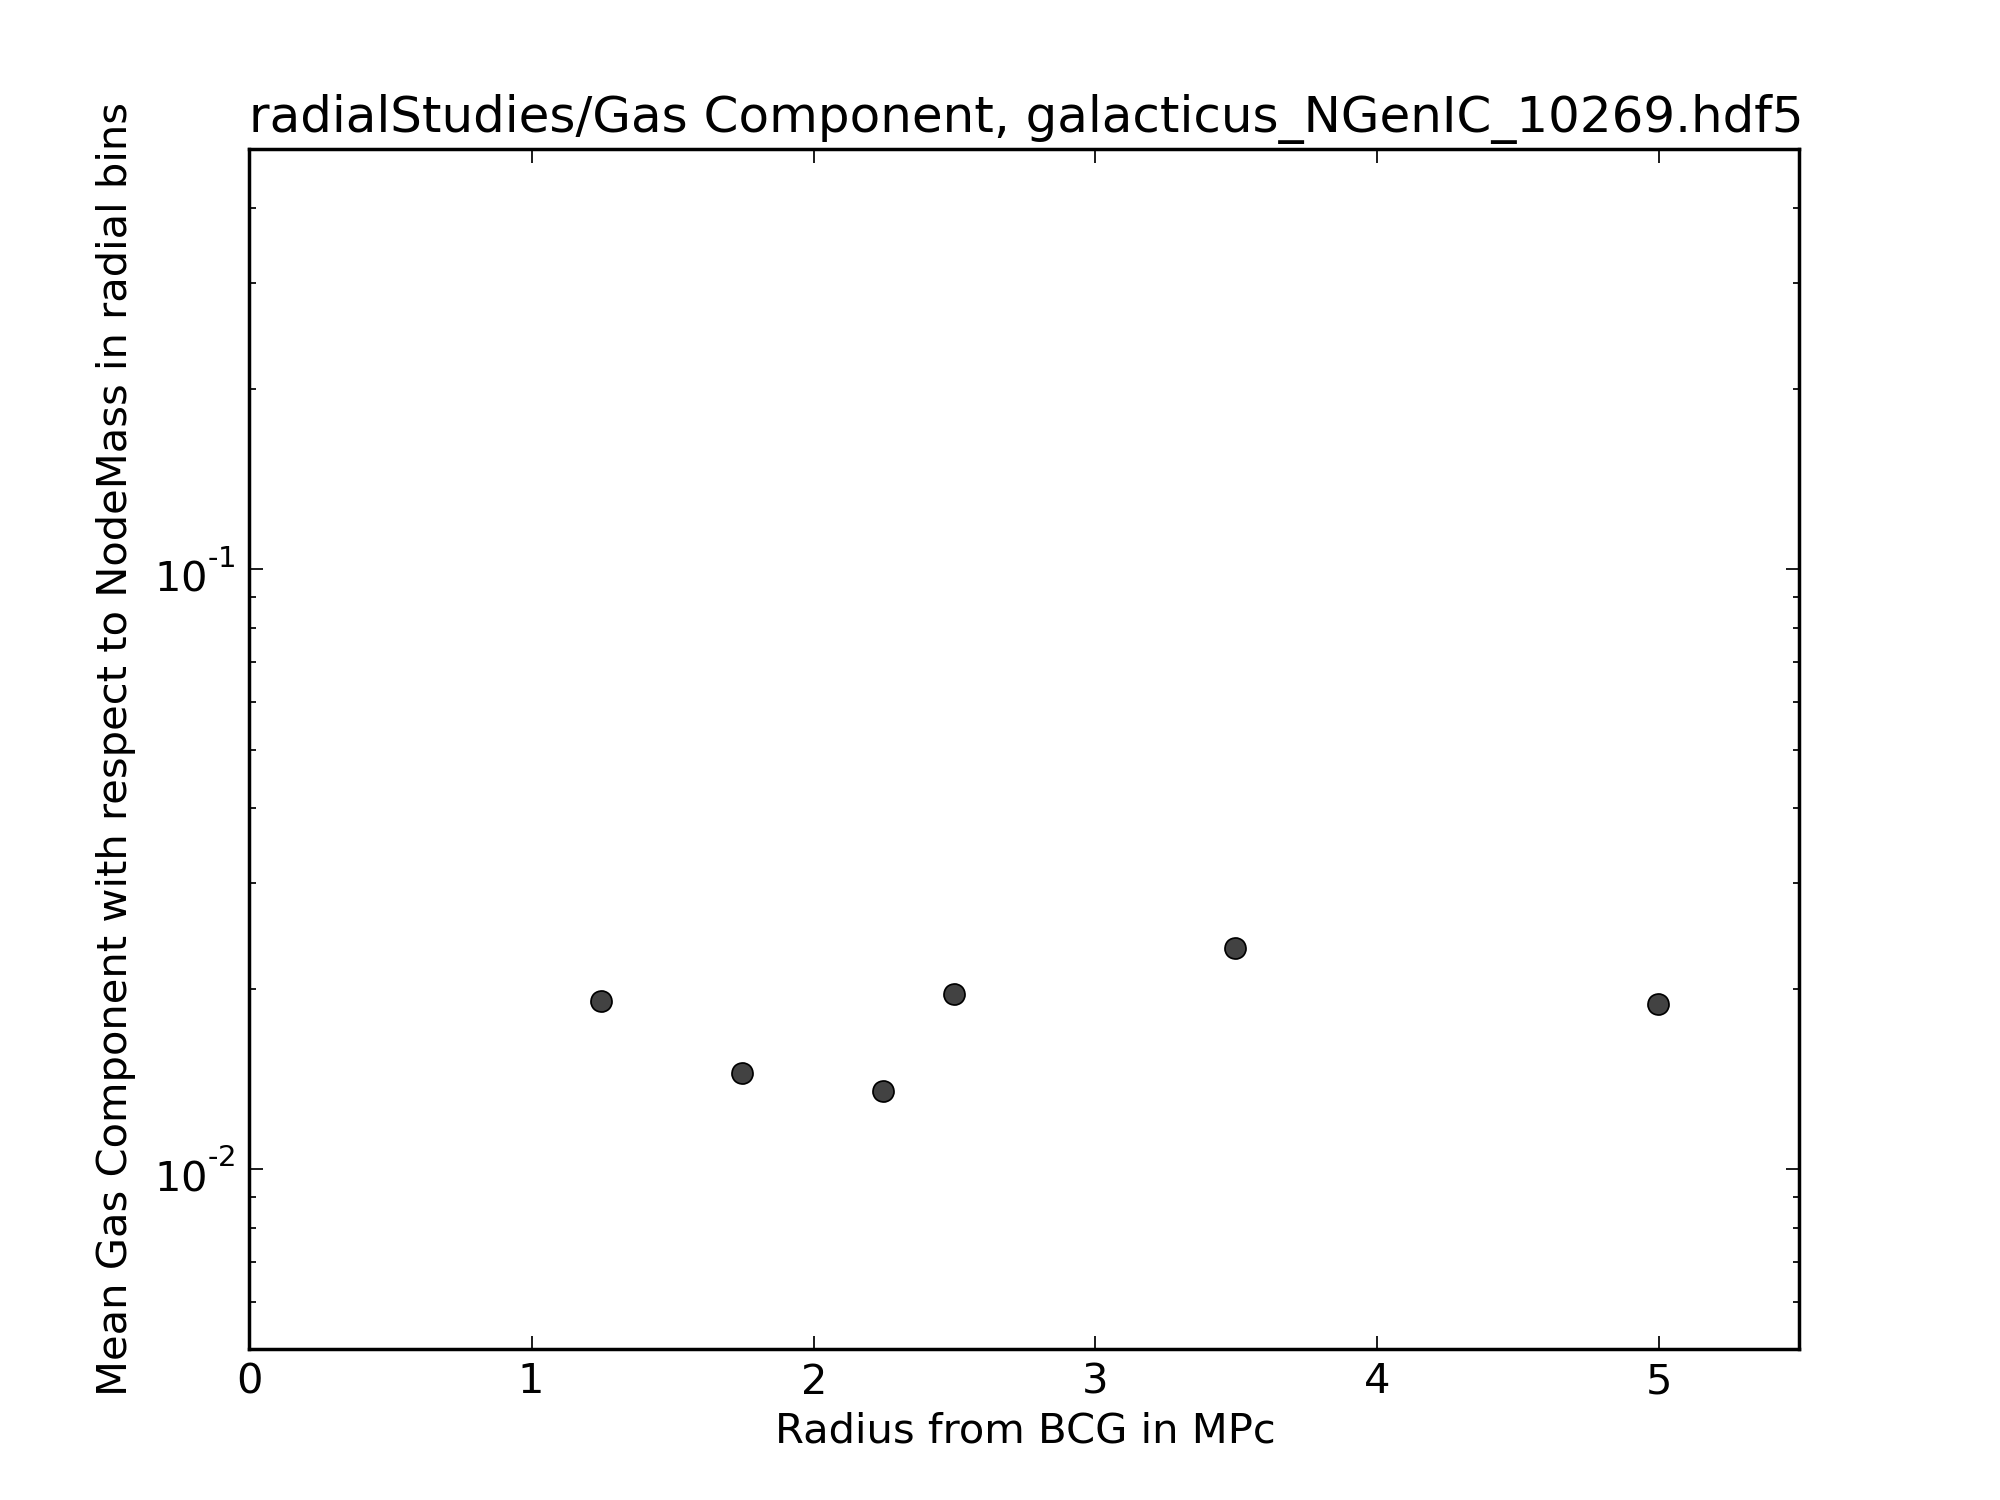 radialStudies/Gas Component, galacticus_NGenIC_10269.hdf5
Mean Gas Component with respect to NodeMass in radial bins
10^-1
10^-2
0 1 2 3 4 5
Radius from BCG in MPc